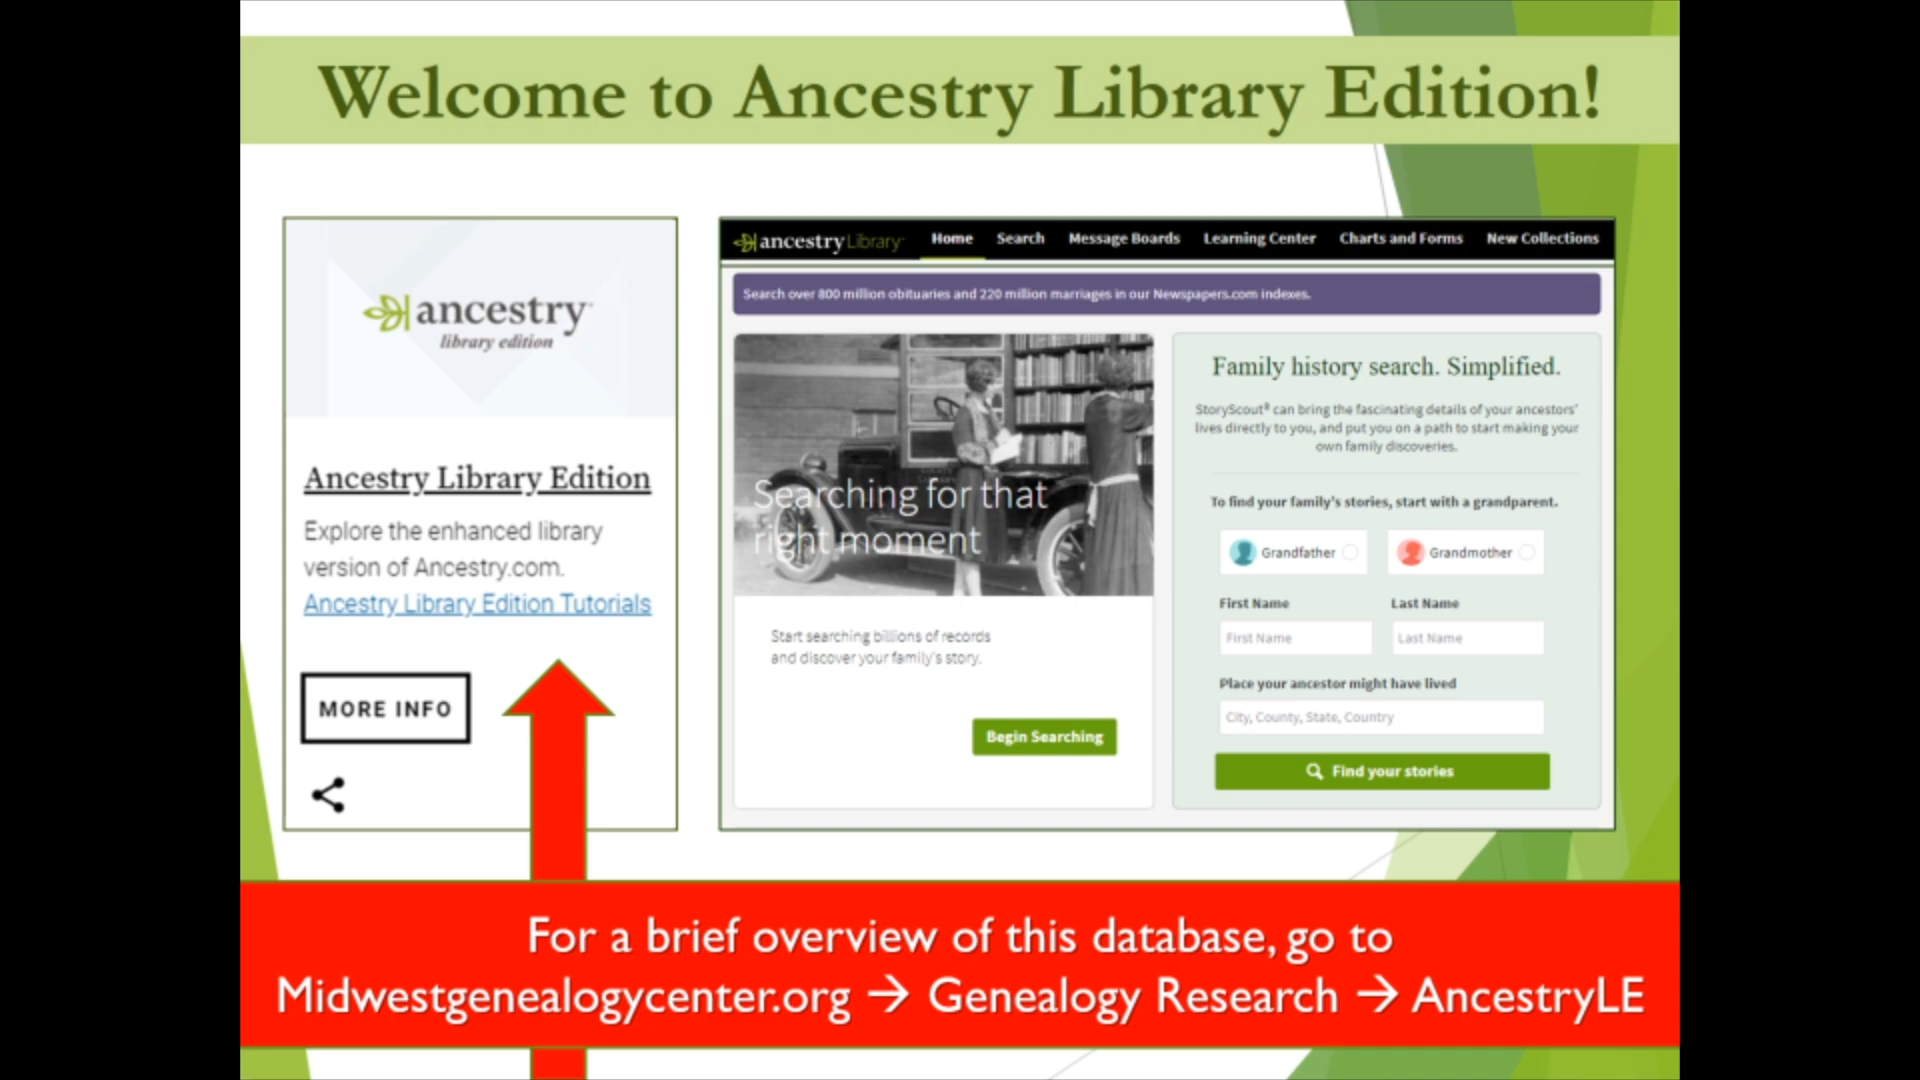 Welcome to Ancestry Library Edition!
ancestry
library edition
Ancestry Library Edition
Explore the enhanced library
version of Ancestry.com.
Ancestry Library Edition Tutorials
MORE INFO
ancestryLibrary Home Search Message Boards Learning Center Charts and Forms New Collections
Search over 800 million obituaries and 220 million marriages in our Newspapers.com indexes.
Searching for that
right moment
Start searching billions of records
and discover your family's story.
Begin Searching
Family history search. Simplified.
StoryScout® can bring the fascinating details of your ancestors'
lives directly to you, and put you on a path to start making your
own family discoveries.
To find your family's stories, start with a grandparent.
Grandfather Grandmother
First Name Last Name
First Name Last Name
Place your ancestor might have lived
City, County, State, Country
Find your stories
For a brief overview of this database, go to
Midwestgenealogycenter.org → Genealogy Research → AncestryLE